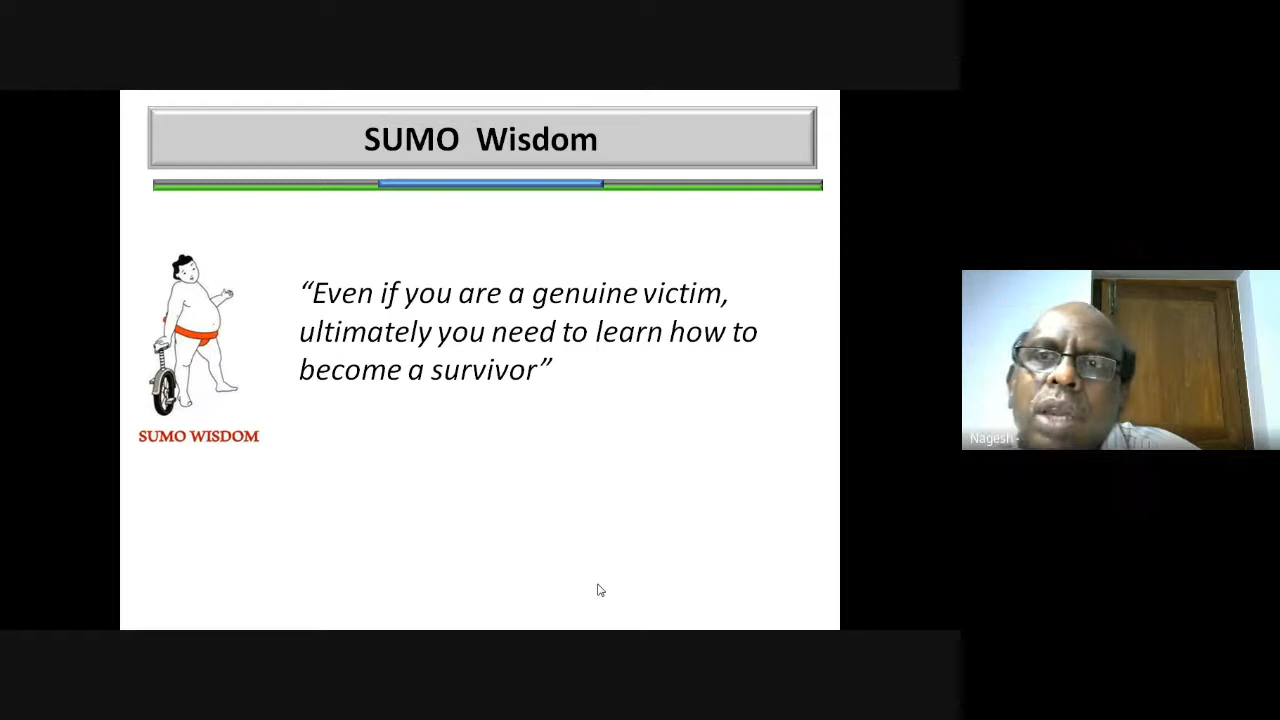 SUMO Wisdom
“Even if you are a genuine victim,
ultimately you need to learn how to
become a survivor”
SUMO WISDOM
Nagesh -